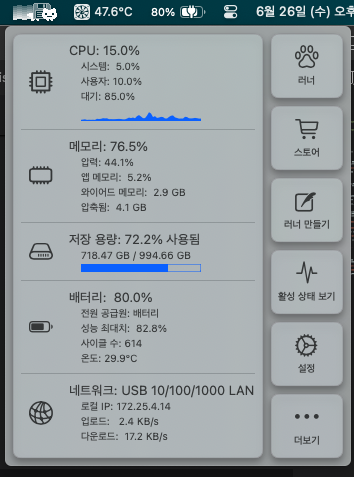 47.6°C 80% 6월 26일 (수) 오후
CPU: 15.0%
시스템: 5.0%
사용자: 10.0%
대기: 85.0%
메모리: 76.5%
압력: 44.1%
앱 메모리: 5.2%
와이어드 메모리: 2.9 GB
압축됨: 4.1 GB
저장 용량: 72.2% 사용됨
718.47 GB / 994.66 GB
배터리: 80.0%
전원 공급원: 배터리
성능 최대치: 82.8%
사이클 수: 614
온도: 29.9°C
네트워크: USB 10/100/1000 LAN
로컬 IP: 172.25.4.14
업로드: 2.4 KB/s
다운로드: 17.2 KB/s
러너
스토어
러너 만들기
활성 상태 보기
설정
더보기